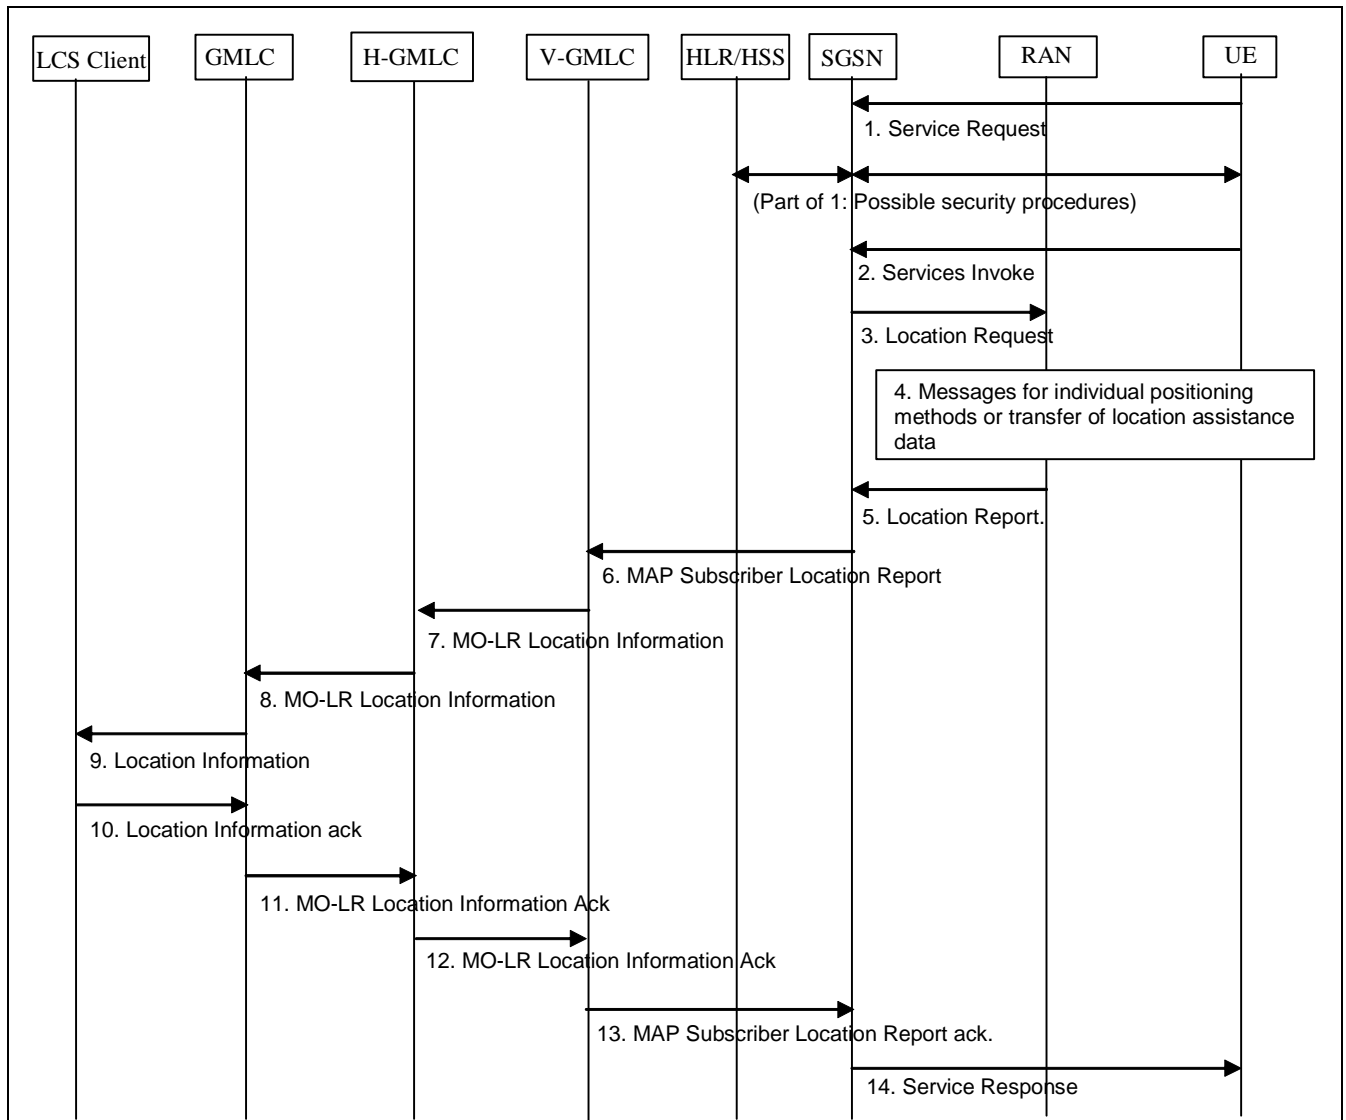 LCS Client
GMLC
H-GMLC
V-GMLC
HLR/HSS
SGSN
RAN
UE
1. Service Request
(Part of 1: Possible security procedures)
2. Services Invoke
3. Location Request
4. Messages for individual positioning
methods or transfer of location assistance
data
5. Location Report.
6. MAP Subscriber Location Report
7. MO-LR Location Information
8. MO-LR Location Information
9. Location Information
10. Location Information ack
11. MO-LR Location Information Ack
12. MO-LR Location Information Ack
13. MAP Subscriber Location Report ack.
14. Service Response